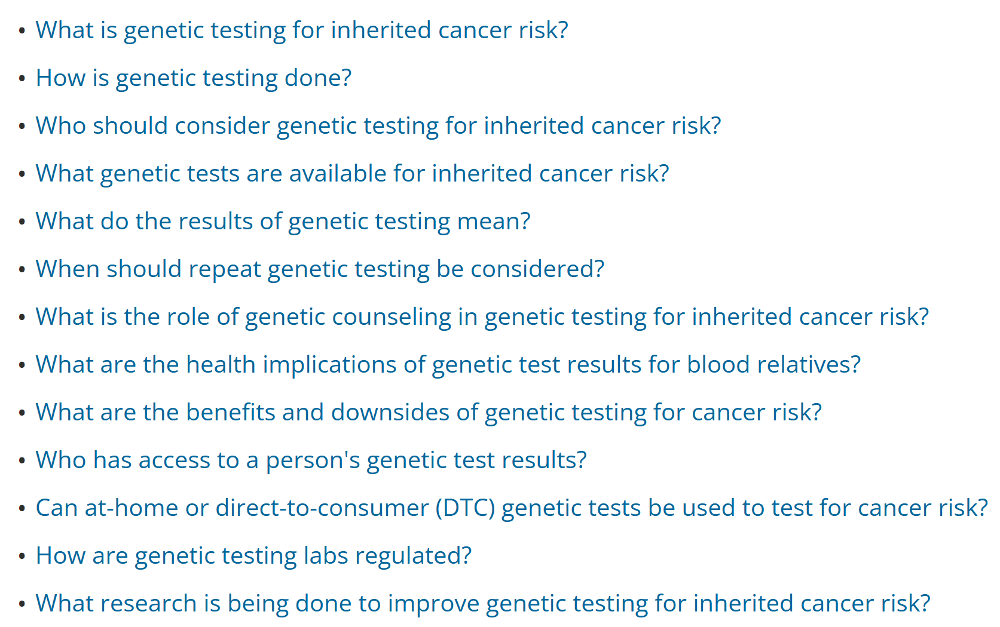 • What is genetic testing for inherited cancer risk?
• How is genetic testing done?
• Who should consider genetic testing for inherited cancer risk?
• What genetic tests are available for inherited cancer risk?
• What do the results of genetic testing mean?
• When should repeat genetic testing be considered?
• What is the role of genetic counseling in genetic testing for inherited cancer risk?
• What are the health implications of genetic test results for blood relatives?
• What are the benefits and downsides of genetic testing for cancer risk?
• Who has access to a person's genetic test results?
• Can at-home or direct-to-consumer (DTC) genetic tests be used to test for cancer risk?
• How are genetic testing labs regulated?
• What research is being done to improve genetic testing for inherited cancer risk?